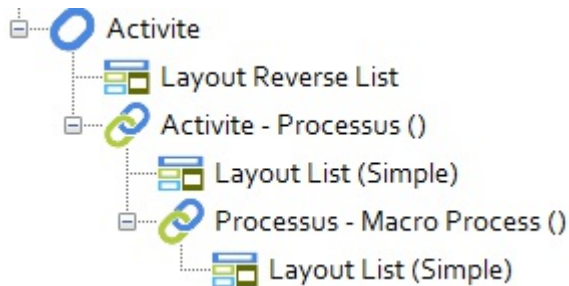 Activite
Layout Reverse List
Activite - Processus ()
Layout List (Simple)
Processus - Macro Process ()
Layout List (Simple)